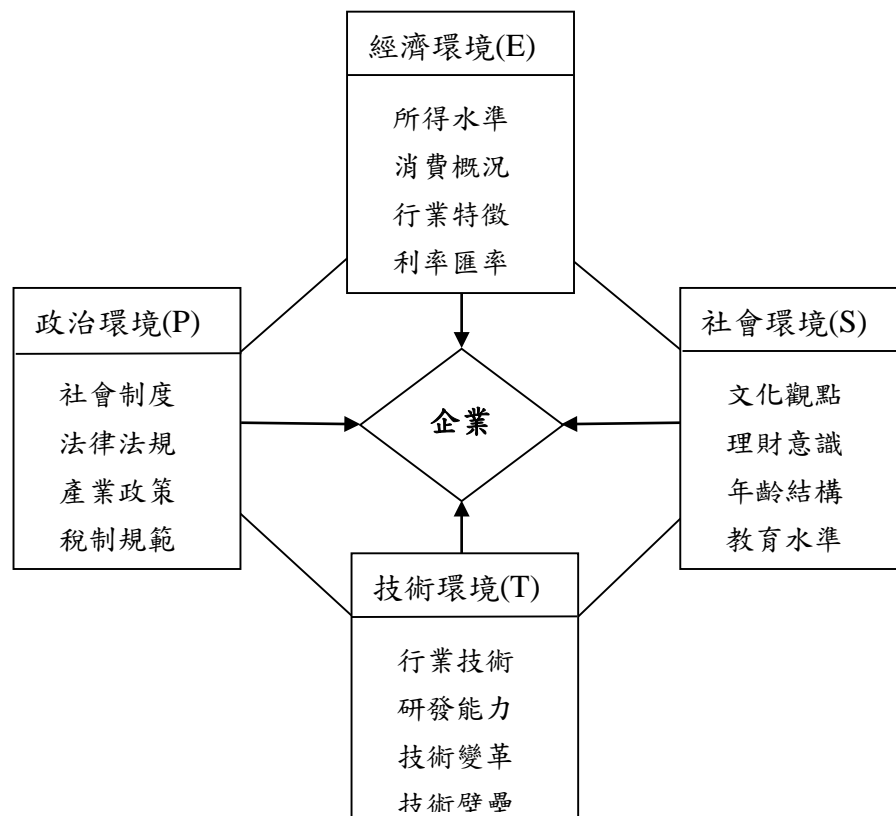 經濟環境(E)
所得水準
消費概況
行業特徵
利率匯率
政治環境(P)
社會制度
法律法規
產業政策
稅制規範
企業
社會環境(S)
文化觀點
理財意識
年齡結構
教育水準
技術環境(T)
行業技術
研發能力
技術變革
技術壁壘